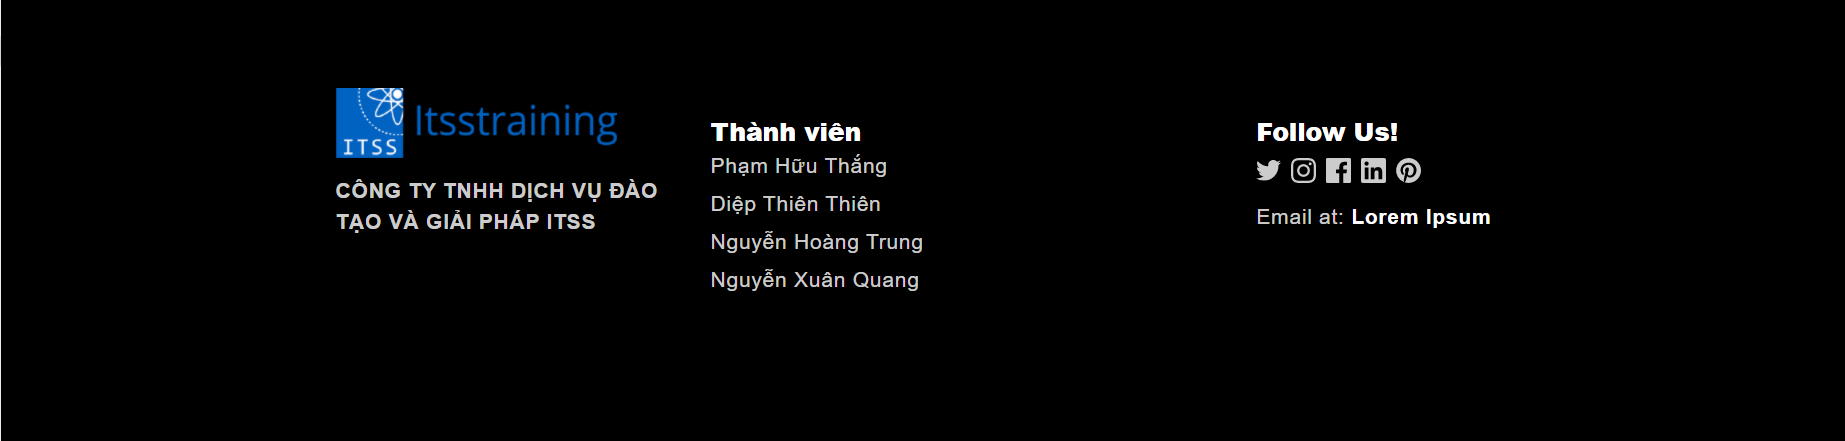 ITSS
Itsstraining
CÔNG TY TNHH DỊCH VỤ ĐÀO
TẠO VÀ GIẢI PHÁP ITSS
Thành viên
Phạm Hữu Thắng
Diệp Thiên Thiên
Nguyễn Hoàng Trung
Nguyễn Xuân Quang
Follow Us!
Email at: Lorem Ipsum